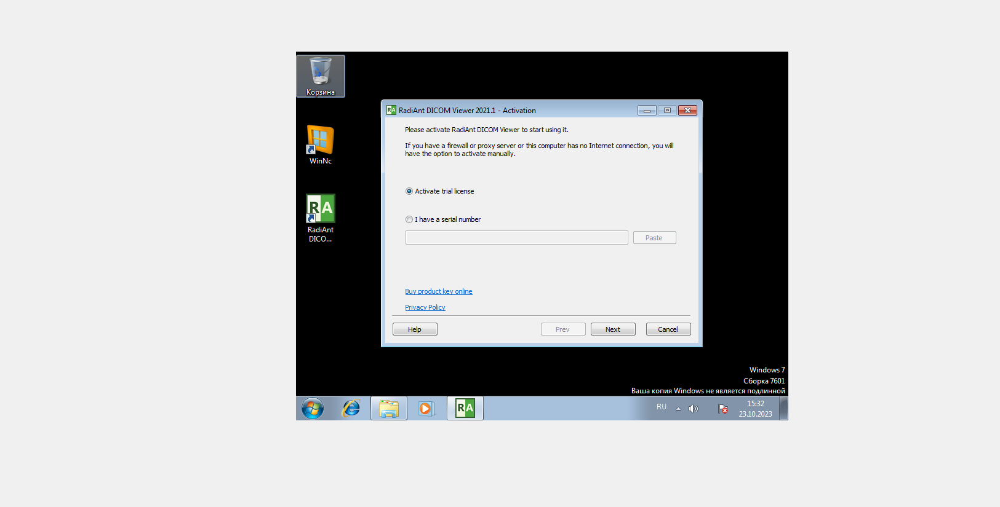 Корзина
WinNc
RA
RadiAnt
DICO...
RA RadiAnt DICOM Viewer 2021.1 - Activation
Please activate RadiAnt DICOM Viewer to start using it.
If you have a firewall or proxy server or this computer has no Internet connection, you will
have the option to activate manually.
Activate trial license
I have a serial number
Paste
Buy product key online
Privacy Policy
Help
Prev
Next
Cancel
Windows 7
Сборка 7601
Ваша копия Windows не является подлинной
RA
RU
15:32
23.10.2023